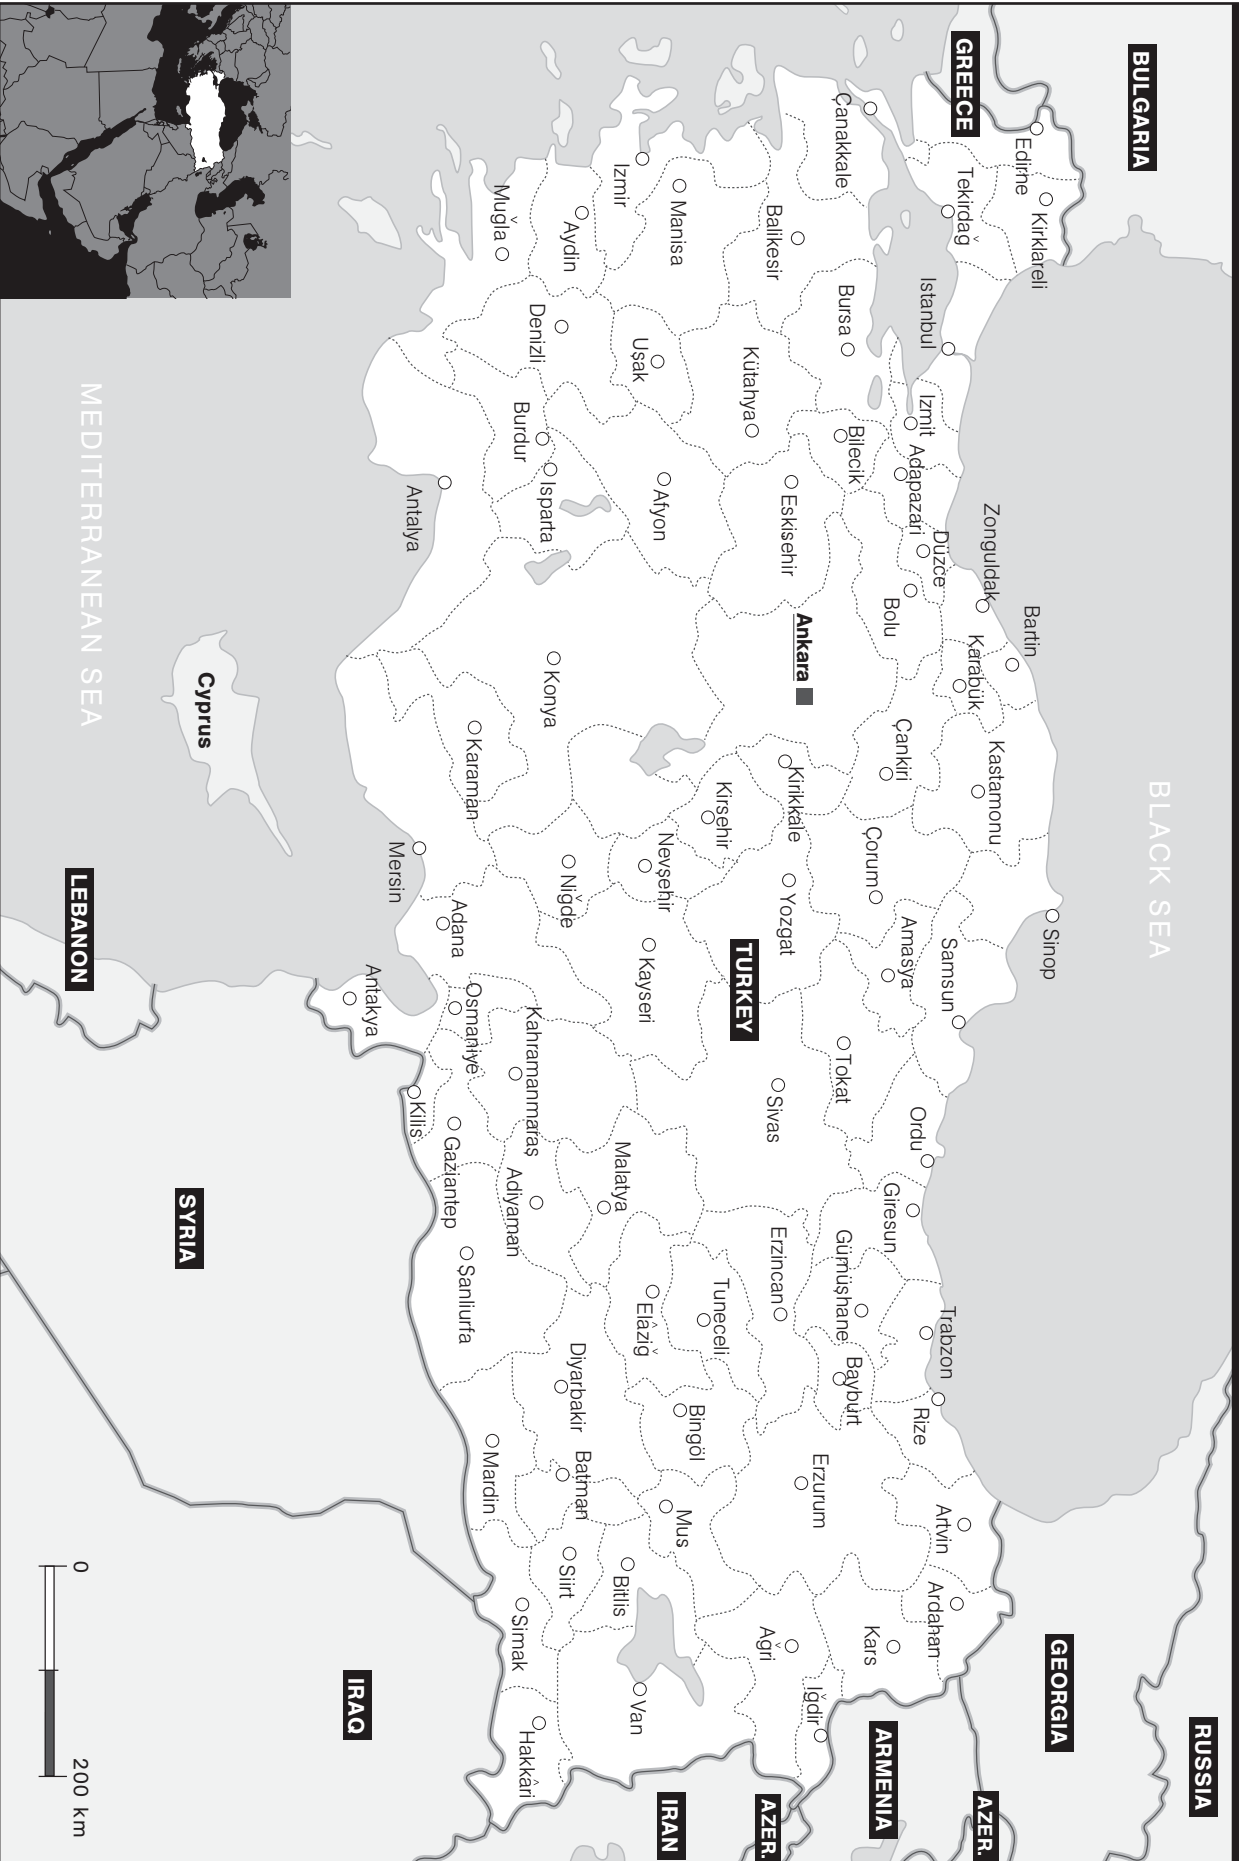 BULGARIA
GREECE
BLACK SEA
RUSSIA
GEORGIA
AZER.
ARMENIA
AZER.
IRAN
IRAQ
SYRIA
LEBANON
Cyprus
MEDITERRANEAN SEA
TURKEY
Edirne
Kirklareli
Tekirdağ
Istanbul
Çanakkale
Balikesir
Bursa
Izmit
Adapazari
Düzce
Zonguldak
Bartin
Karabük
Kastamonu
Sinop
Bilecik
Bolu
Çankiri
Çorum
Amasya
Samsun
Ordu
Giresun
Trabzon
Rize
Artvin
Ardahan
Kars
Iğdir
Ağri
Erzurum
Bayburt
Gümüşhane
Erzincan
Tokat
Sivas
Yozgat
Kirikkale
Kirşehir
Ankara
Eskişehir
Kütahya
Manisa
Izmir
Uşak
Afyon
Aydin
Muğla
Denizli
Burdur
Isparta
Antalya
Konya
Karaman
Mersin
Niğde
Nevşehir
Kayseri
Adana
Osmaniye
Antakya
Kahramanmaraş
Kilis
Gaziantep
Adiyaman
Malatya
Şanliurfa
Elâziğ
Tuneceli
Bingöl
Diyarbakir
Mardin
Batman
Mus
Bitlis
Siirt
Şirnak
Van
Hakkâri
0
200 km